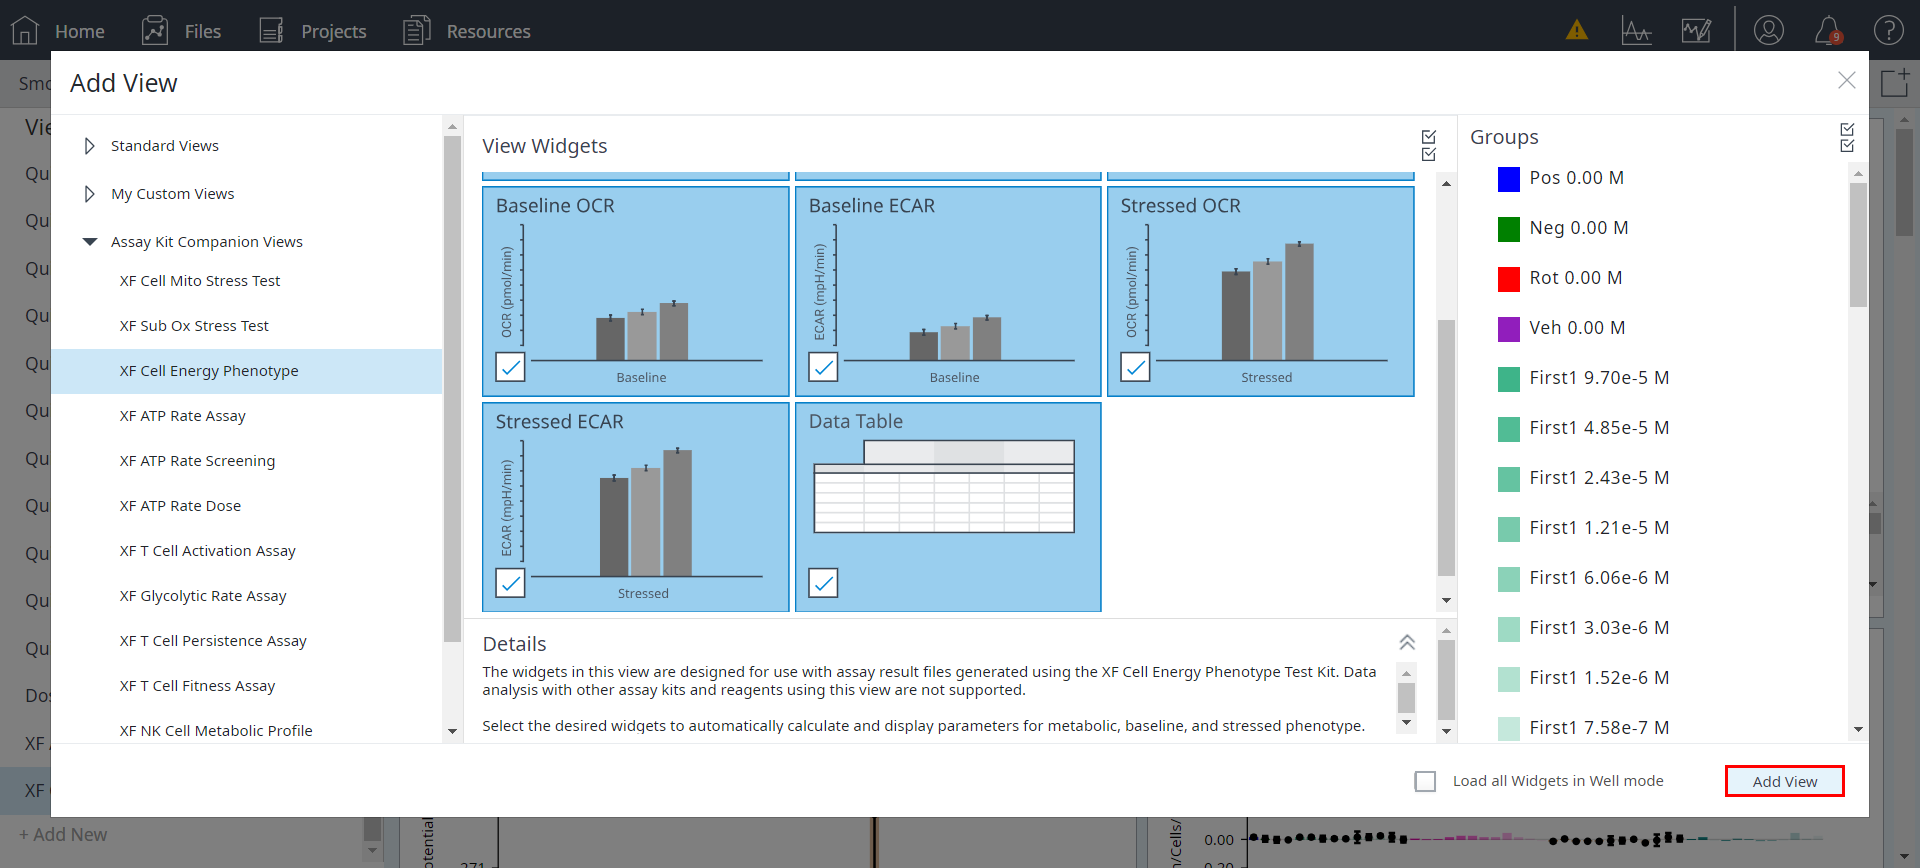 Home
Files
Projects
Resources
9
Add View
Standard Views
My Custom Views
Assay Kit Companion Views
XF Cell Mito Stress Test
XF Sub Ox Stress Test
XF Cell Energy Phenotype
XF ATP Rate Assay
XF ATP Rate Screening
XF ATP Rate Dose
XF T Cell Activation Assay
XF Glycolytic Rate Assay
XF T Cell Persistence Assay
XF T Cell Fitness Assay
XF NK Cell Metabolic Profile
View Widgets
Baseline OCR
OCR (pmol/min)
Baseline
Baseline ECAR
ECAR (mpH/min)
Baseline
Stressed OCR
OCR (pmol/min)
Stressed
Stressed ECAR
ECAR (mpH/min)
Stressed
Data Table
Details
The widgets in this view are designed for use with assay result files generated using the XF Cell Energy Phenotype Test Kit. Data
analysis with other assay kits and reagents using this view are not supported.
Select the desired widgets to automatically calculate and display parameters for metabolic, baseline, and stressed phenotype.
Groups
Pos 0.00 M
Neg 0.00 M
Rot 0.00 M
Veh 0.00 M
First1 9.70e-5 M
First1 4.85e-5 M
First1 2.43e-5 M
First1 1.21e-5 M
First1 6.06e-6 M
First1 3.03e-6 M
First1 1.52e-6 M
First1 7.58e-7 M
Load all Widgets in Well mode
Add View
Smo
Vie
Qu
Qu
Qu
Qu
Qu
Qu
Qu
Qu
Qu
Qu
Qu
Dos
XF
XF
+ Add New
otential
271
n/Cells/
0.00
0.20